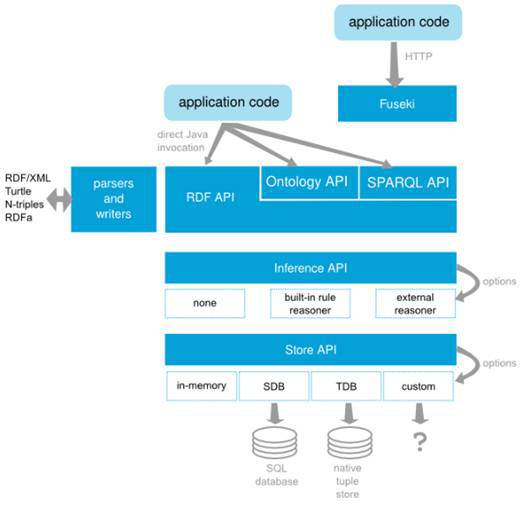 application code
HTTP
Fuseki
application code
direct Java
invocation
RDF/XML
Turtle
N-triples
RDFa
parsers
and
writers
RDF API
Ontology API
SPARQL API
Inference API
options
none
built-in rule
reasoner
external
reasoner
Store API
options
in-memory
SDB
TDB
custom
SQL
database
native
tuple
store
?